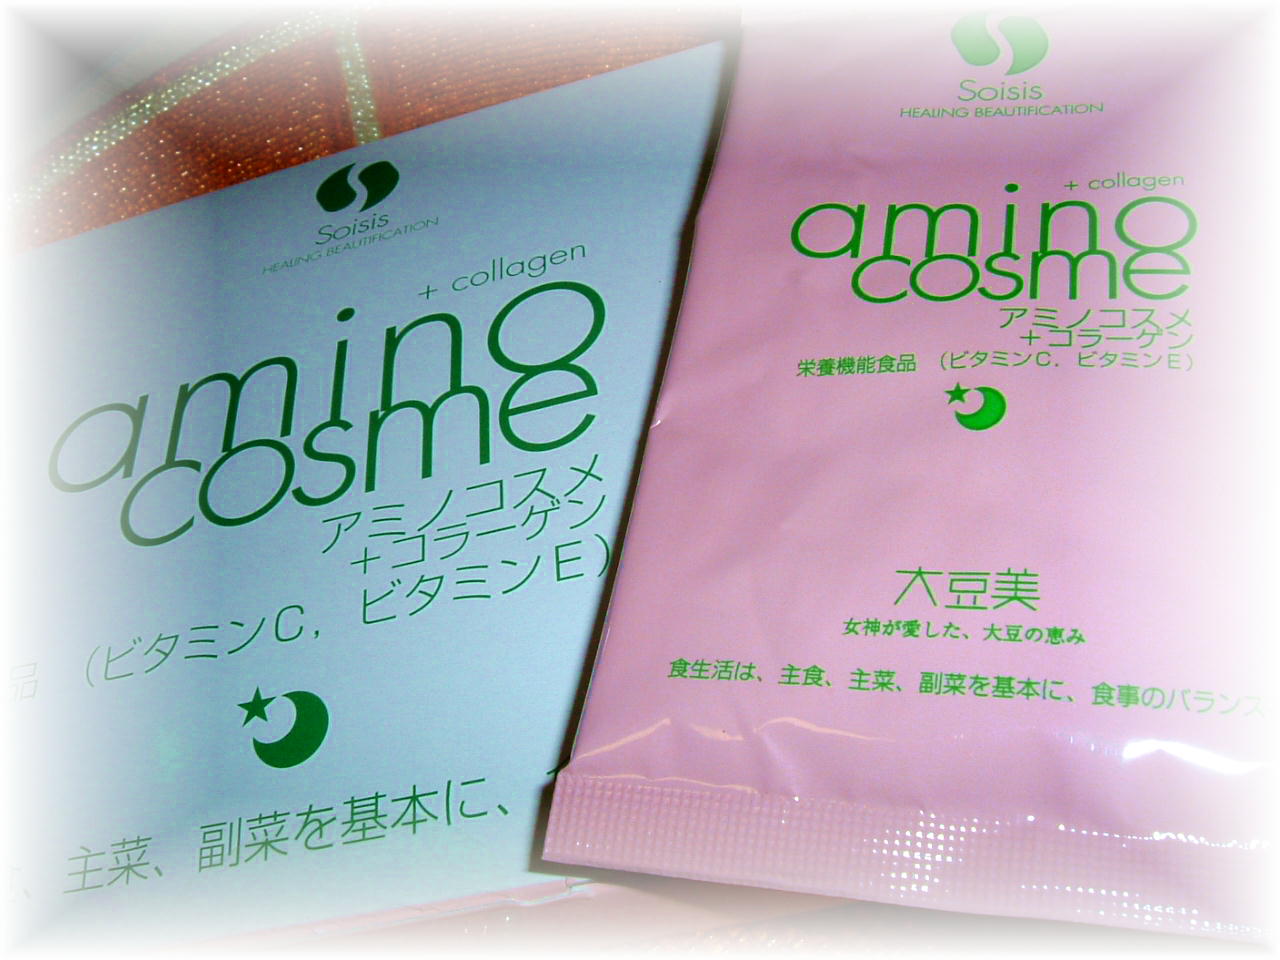 Soisis
HEALING BEAUTIFICATION
+ collagen
amino
cosme
アミノコスメ
+コラーゲン
品 (ビタミンC, ビタミンE)
主菜、副菜を基本に、
Soisis
HEALING BEAUTIFICATION
+ collagen
amino
cosme
アミノコスメ
+コラーゲン
栄養機能食品 (ビタミンC. ビタミンE)
大豆美
女神が愛した、大豆の恵み
食生活は、主食、主菜、副菜を基本に、食事のバランス